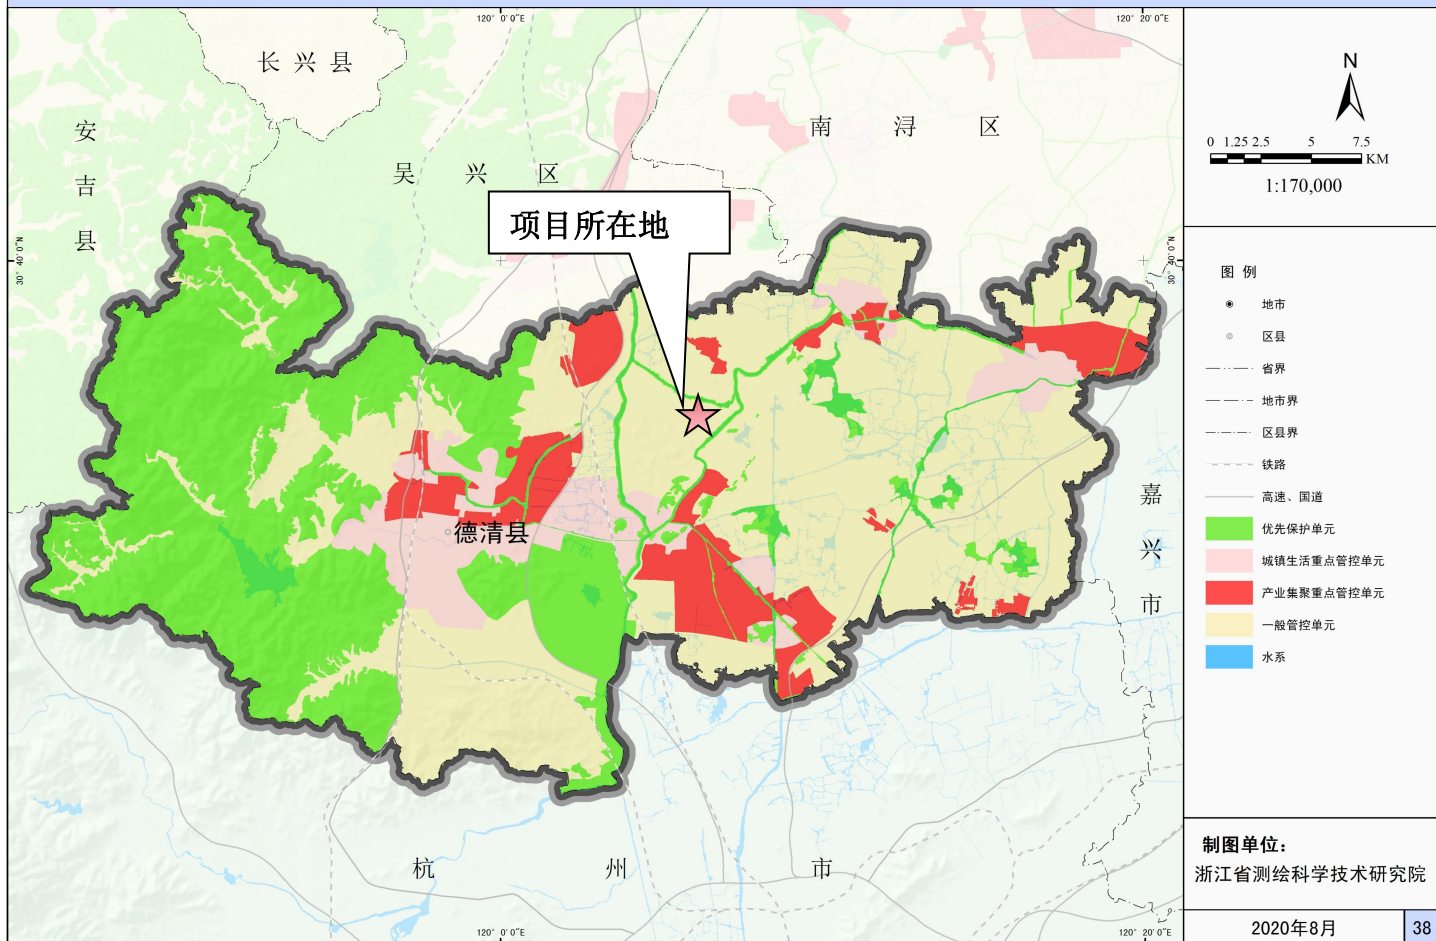 120° 0′0″E
120° 20′0″E
长兴县
安吉县
吴兴区
南浔区
项目所在地
30° 40′0″N
30° 40′0″N
德清县
嘉兴市
杭州市
120° 0′0″E
120° 20′0″E
N
0 1.25 2.5 5 7.5
KM
1:170,000
图 例
地市
区县
省界
地市界
区县界
铁路
高速、国道
优先保护单元
城镇生活重点管控单元
产业集聚重点管控单元
一般管控单元
水系
制图单位：
浙江省测绘科学技术研究院
2020年8月
38